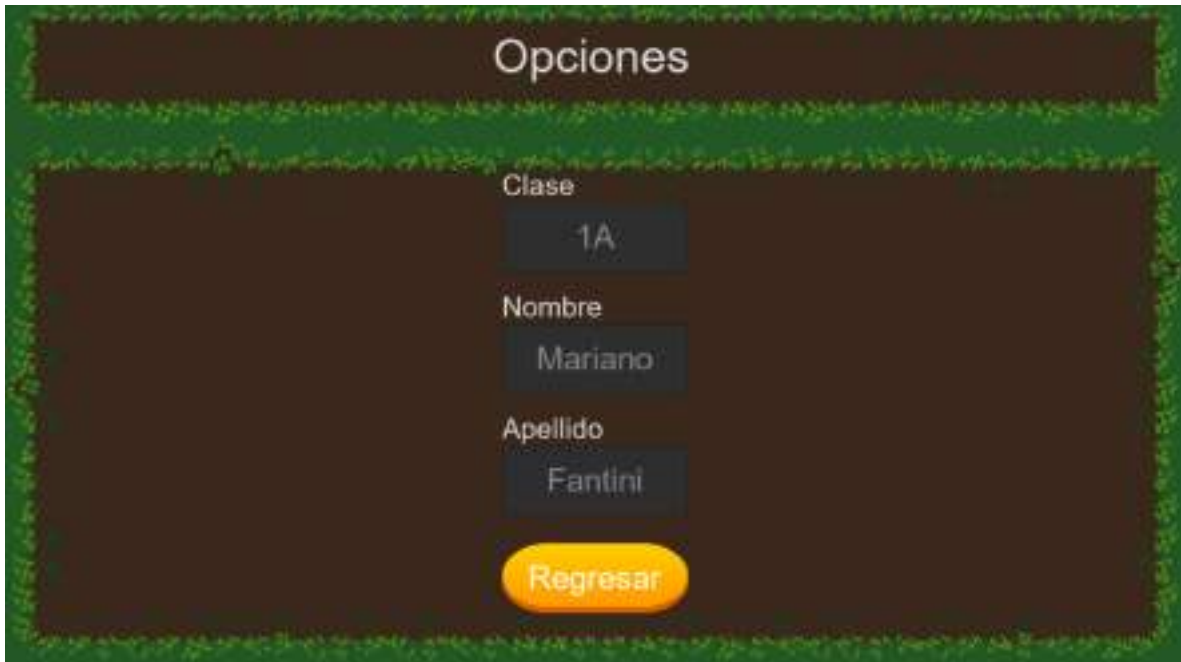 Opciones
Clase
1A
Nombre
Mariano
Apellido
Fantini
Regresar